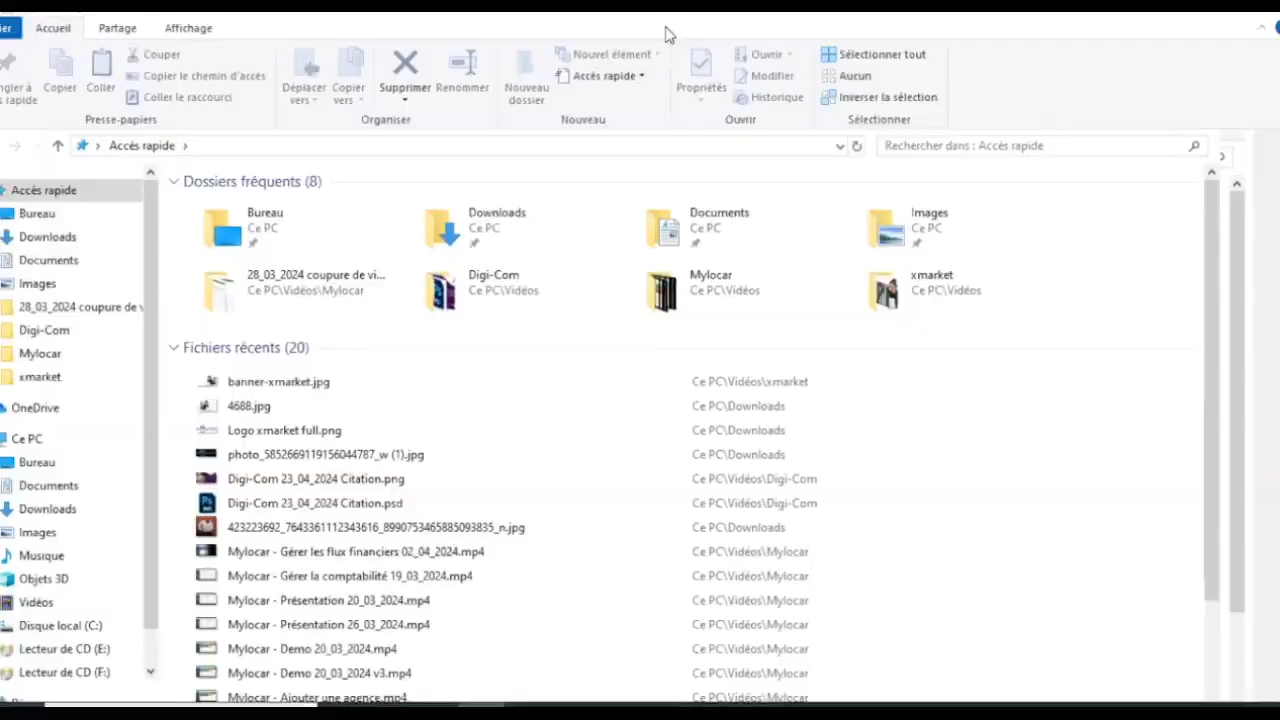 ier Accueil Partage Affichage
Couper
Copier le chemin d'accès
Coller le raccourci
Copier Coller
Presse-papiers
Déplacer vers Copier vers Supprimer Renommer
Organiser
Nouveau dossier
Nouvel élément
Accès rapide
Nouveau
Propriétés
Ouvrir
Modifier
Historique
Ouvrir
Sélectionner tout
Aucun
Inverser la sélection
Sélectionner
Accès rapide
Rechercher dans : Accès rapide
Accès rapide
Bureau
Downloads
Documents
Images
28_03_2024 coupure de v
Digi-Com
Mylocar
xmarket
OneDrive
Ce PC
Bureau
Documents
Downloads
Images
Musique
Objets 3D
Vidéos
Disque local (C:)
Lecteur de CD (E:)
Lecteur de CD (F:)
Dossiers fréquents (8)
Bureau
Ce PC
Downloads
Ce PC
Documents
Ce PC
Images
Ce PC
28_03_2024 coupure de vi...
Ce PC\Vidéos\Mylocar
Digi-Com
Ce PC\Vidéos
Mylocar
Ce PC\Vidéos
xmarket
Ce PC\Vidéos
Fichiers récents (20)
banner-xmarket.jpg Ce PC\Vidéos\xmarket
4688.jpg Ce PC\Downloads
Logo xmarket full.png Ce PC\Downloads
photo_5852669119156044787_w (1).jpg Ce PC\Downloads
Digi-Com 23_04_2024 Citation.png Ce PC\Vidéos\Digi-Com
Digi-Com 23_04_2024 Citation.psd Ce PC\Vidéos\Digi-Com
423223692_7643361112343616_8990753465885093835_n.jpg Ce PC\Downloads
Mylocar - Gérer les flux financiers 02_04_2024.mp4 Ce PC\Vidéos\Mylocar
Mylocar - Gérer la comptabilité 19_03_2024.mp4 Ce PC\Vidéos\Mylocar
Mylocar - Présentation 20_03_2024.mp4 Ce PC\Vidéos\Mylocar
Mylocar - Présentation 26_03_2024.mp4 Ce PC\Vidéos\Mylocar
Mylocar - Demo 20_03_2024.mp4 Ce PC\Vidéos\Mylocar
Mylocar - Demo 20_03_2024 v3.mp4 Ce PC\Vidéos\Mylocar
Mylocar - Ajouter une agence.mp4 Ce PC\Vidéos\Mylocar